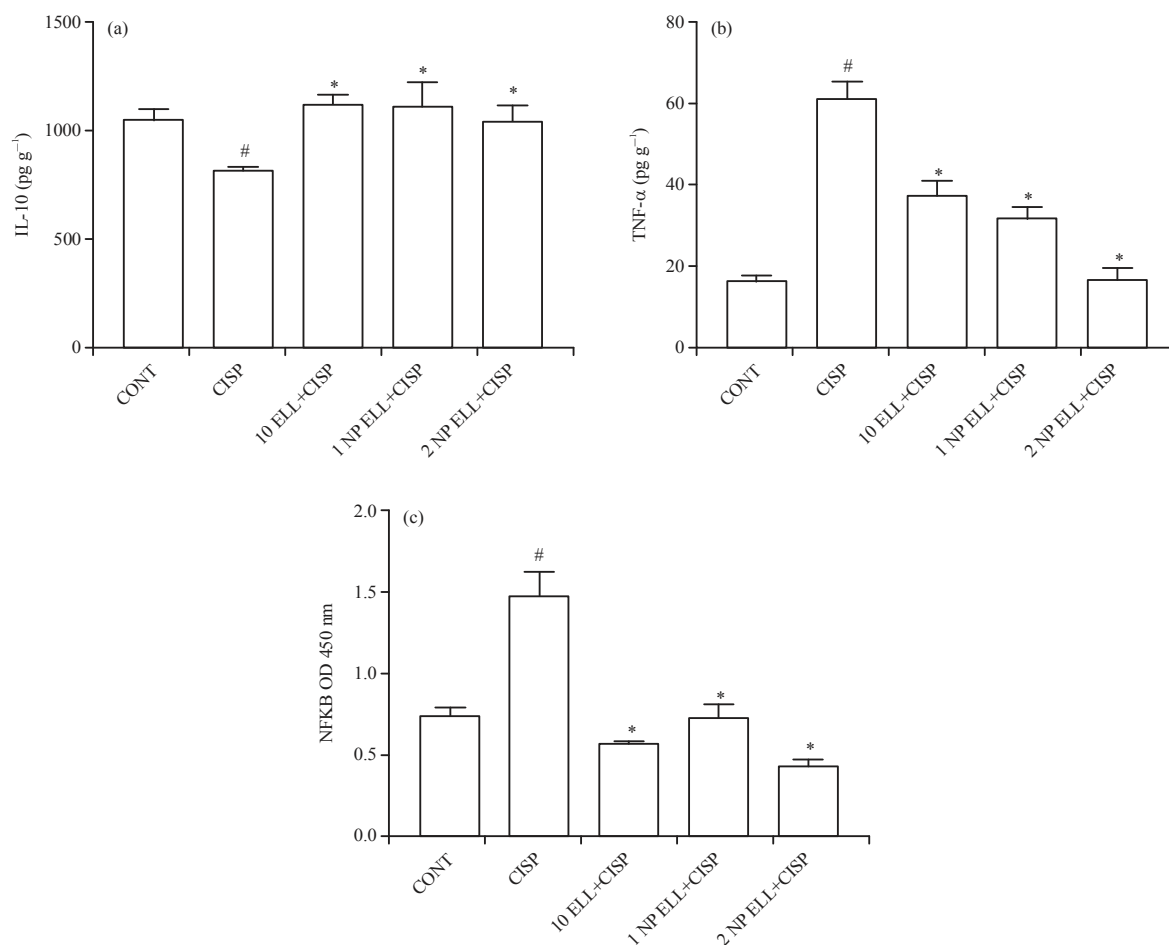 (a)
1500
1000
500
0
IL-10 (pg g⁻¹)
#
*
*
*
CONT
CISP
10 ELL+CISP
1 NP ELL+CISP
2 NP ELL+CISP
(b)
80
60
40
20
0
TNF-α (pg g⁻¹)
#
*
*
*
CONT
CISP
10 ELL+CISP
1 NP ELL+CISP
2 NP ELL+CISP
(c)
2.0
1.5
1.0
0.5
0.0
NFKB OD 450 nm
#
*
*
*
CONT
CISP
10 ELL+CISP
1 NP ELL+CISP
2 NP ELL+CISP